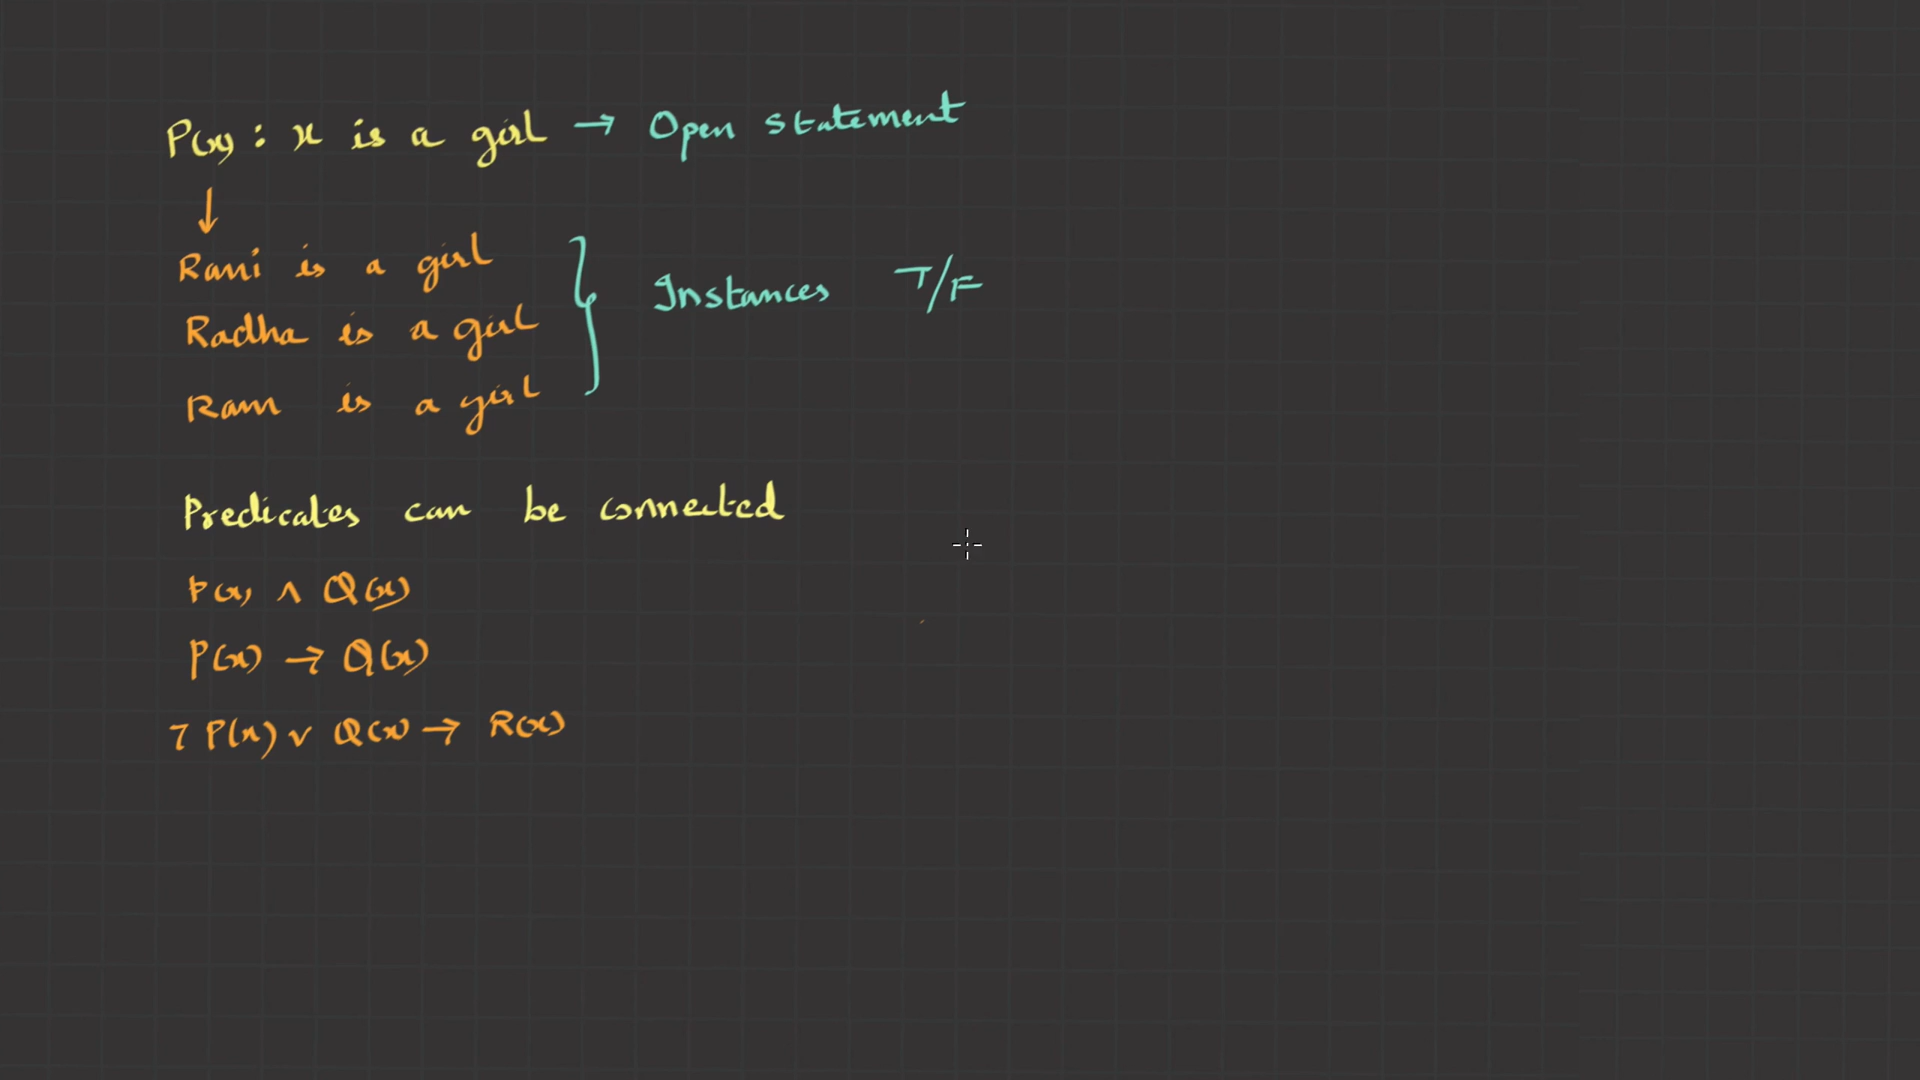 P(x) : x is a girl → Open statement
↓
Rani is a girl
Radha is a girl
Ram is a girl
} Instances T/F
Predicates can be connected
P(x) ∧ Q(x)
P(x) → Q(x)
¬ P(x) ∨ Q(x) → R(x)